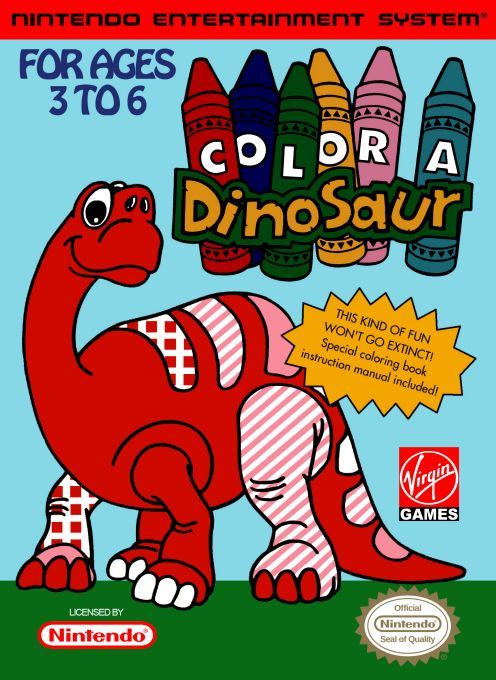 NINTENDO ENTERTAINMENT SYSTEM®
FOR AGES
3 TO 6
COLOR A
DinoSaur
THIS KIND OF FUN
WON'T GO EXTINCT!
Special coloring book
instruction manual included!
Virgin
GAMES
LICENSED BY
Nintendo®
Official
Nintendo®
Seal of Quality